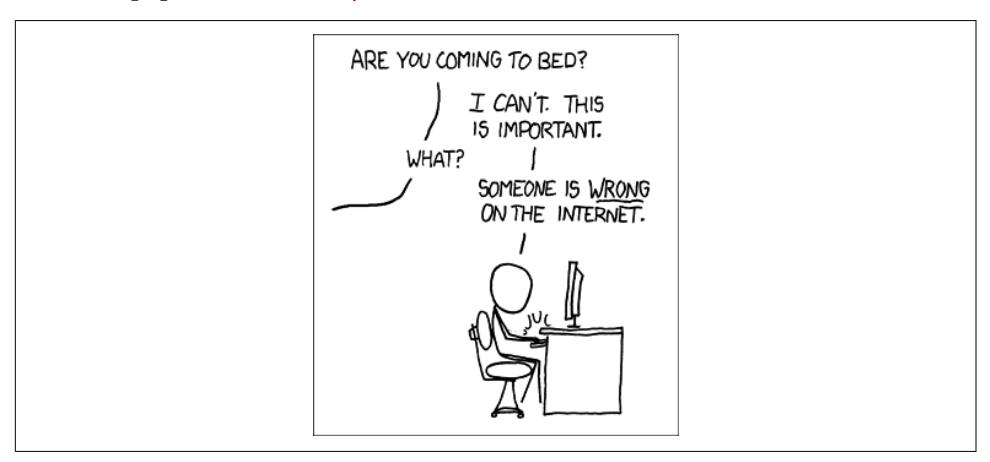 ARE YOU COMING TO BED?
I CAN'T. THIS
IS IMPORTANT.
WHAT?
SOMEONE IS WRONG
ON THE INTERNET.